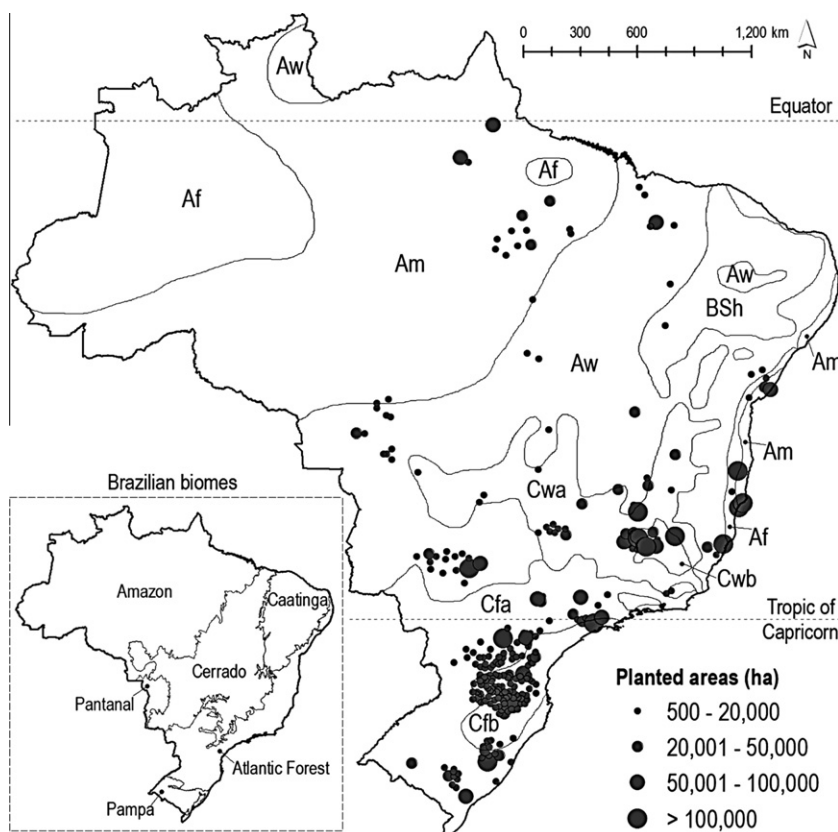 0 300 600 1,200 km
N
Aw
Equator
Af
Af
Am
Aw
BSh
Am
Aw
Am
Cwa
Af
Cwb
Cfa
Tropic of
Capricorn
Cfb
Brazilian biomes
Amazon
Caatinga
Cerrado
Pantanal
Atlantic Forest
Pampa
Planted areas (ha)
500 - 20,000
20,001 - 50,000
50,001 - 100,000
> 100,000